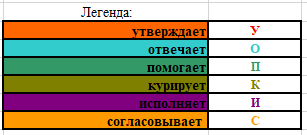 Легенда:
утверждает У
отвечает О
помогает П
курирует К
исполняет И
согласовывает С